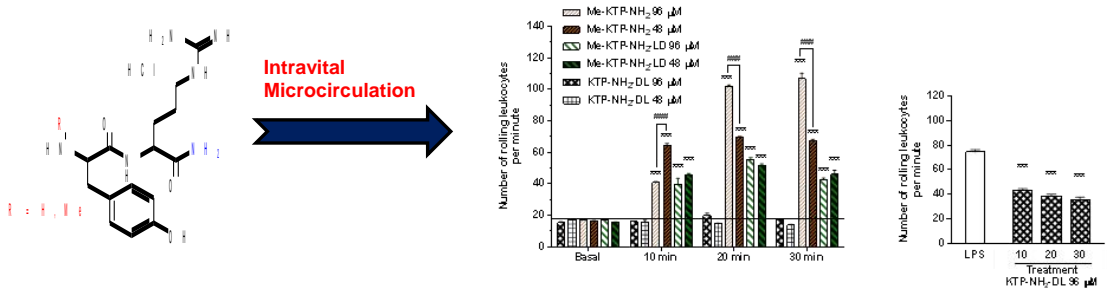 H₂N NH
HCl N H
R O
H N N H NH₂
O
R = H, Me
OH
Intravital
Microcirculation
Me-KTP-NH₂ 96 µM
Me-KTP-NH₂ 48 µM
Me-KTP-NH₂-LD 96 µM
Me-KTP-NH₂-LD 48 µM
KTP-NH₂-DL 96 µM
KTP-NH₂-DL 48 µM
Number of rolling leukocytes
per minute
140
120
100
80
60
40
20
0
#### ***
*** ***
***
*** ####
***
*** ***
*** ####
***
*** ***
***
Basal 10 min 20 min 30 min
Number of rolling leukocytes
per minute
120
100
80
60
40
20
0
*** *** ***
LPS 10 20 30
Treatment
KTP-NH₂-DL 96 µM